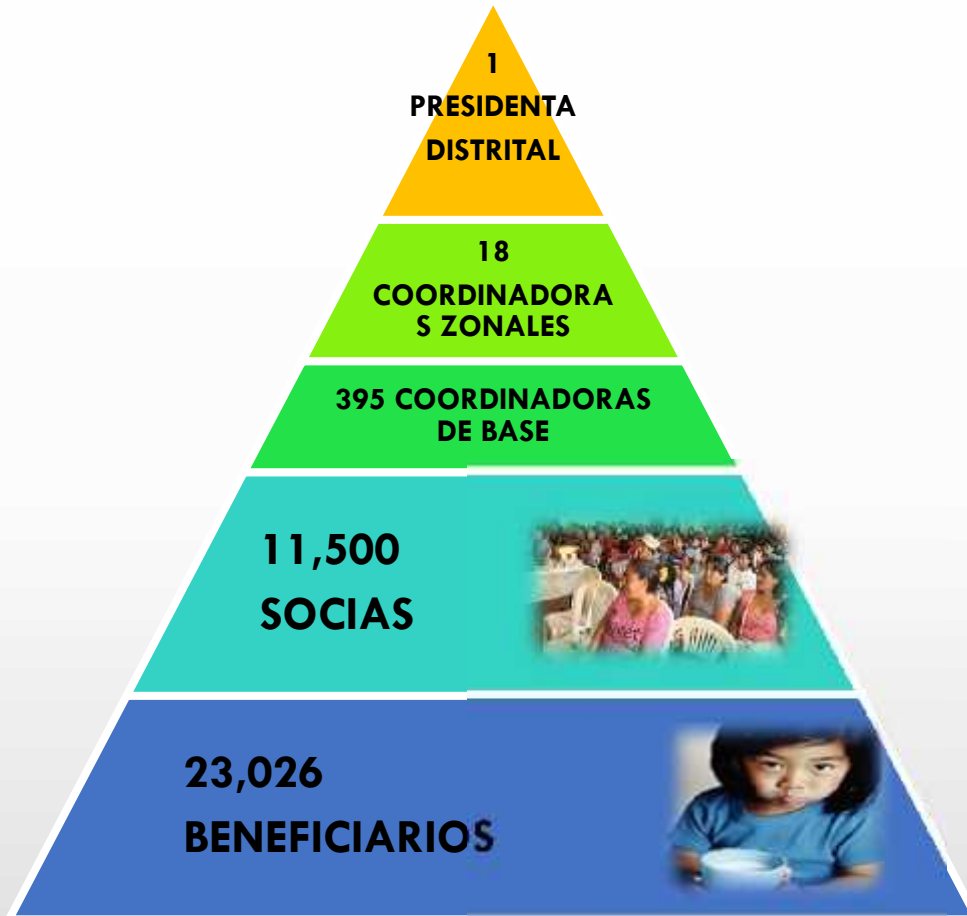 1
PRESIDENTA
DISTRITAL
18
COORDINADORA
S ZONALES
395 COORDINADORAS
DE BASE
11,500
SOCIAS
23,026
BENEFICIARIOS